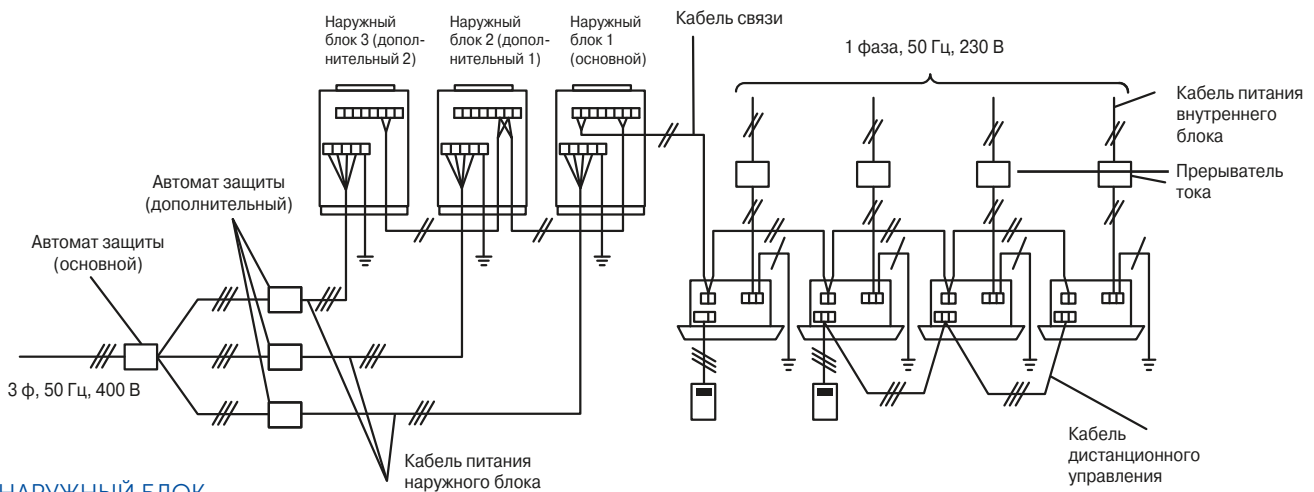 Наружный
блок 3 (допол-
нительный 2)
Наружный
блок 2 (допол-
нительный 1)
Наружный
блок 1
(основной)
Кабель связи
1 фаза, 50 Гц, 230 В
Кабель питания
внутреннего
блока
Прерыватель
тока
Автомат защиты
(дополнительный)
Автомат защиты
(основной)
3 ф, 50 Гц, 400 В
Кабель питания
наружного блока
Кабель
дистанционного
управления
НАРУЖНЫЙ БЛОК